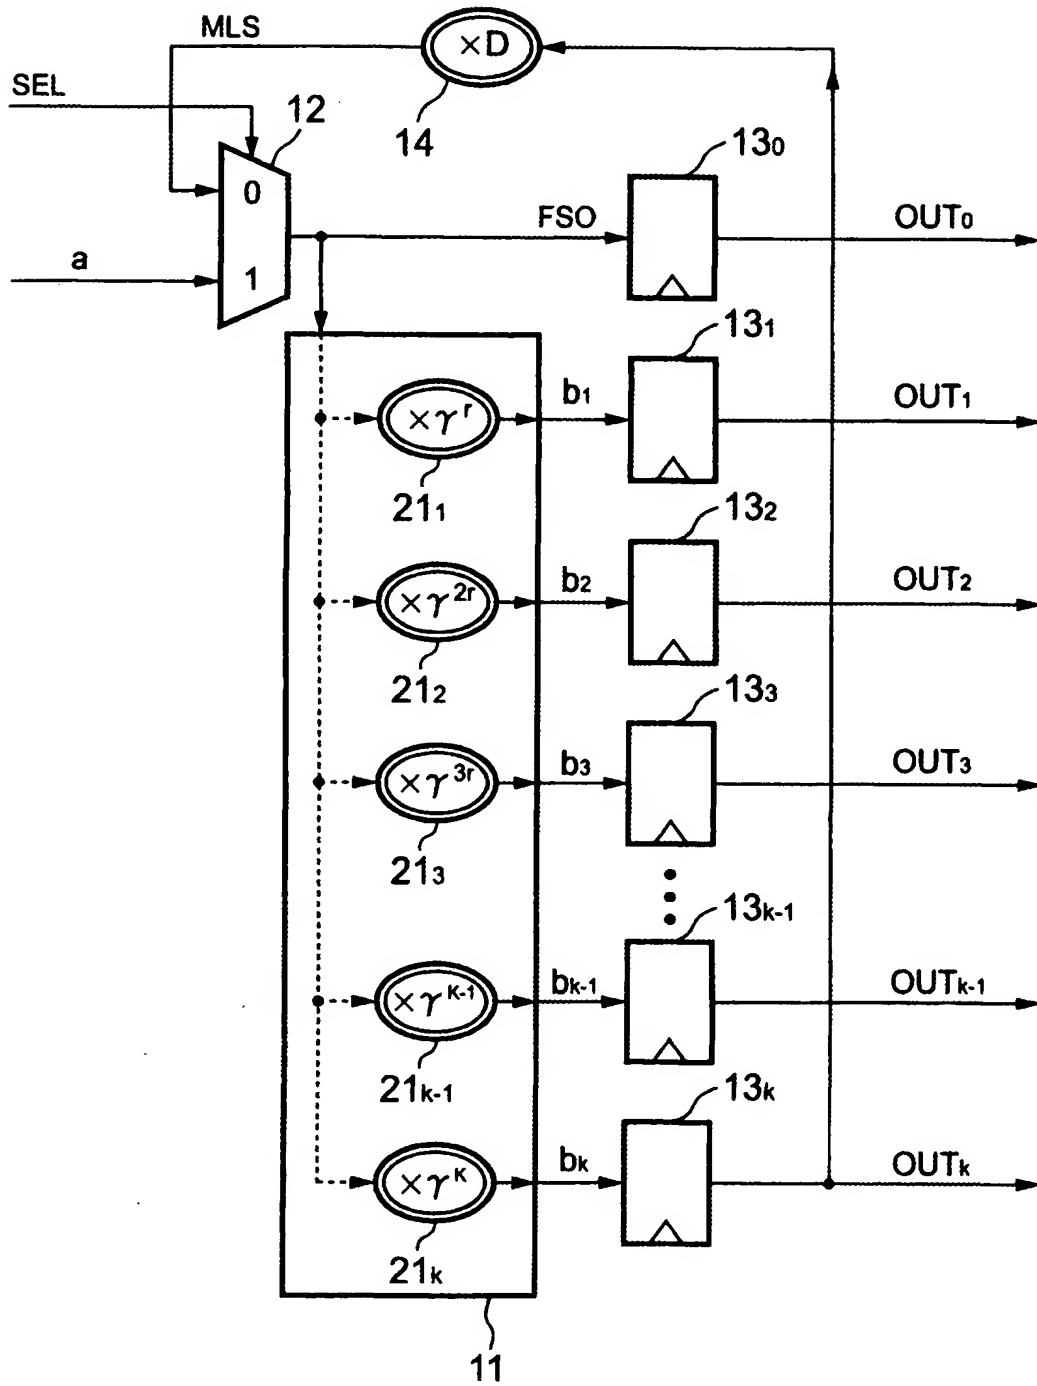 MLS
×D
SEL
12
14
13₀
0
FSO
OUT₀
a
1
13₁
×γʳ
b₁
OUT₁
21₁
13₂
×γ²ʳ
b₂
OUT₂
21₂
13₃
×γ³ʳ
b₃
OUT₃
21₃
13ₖ₋₁
×γᴷ⁻¹
bₖ₋₁
OUTₖ₋₁
21ₖ₋₁
13ₖ
×γᴷ
bₖ
OUTₖ
21ₖ
11